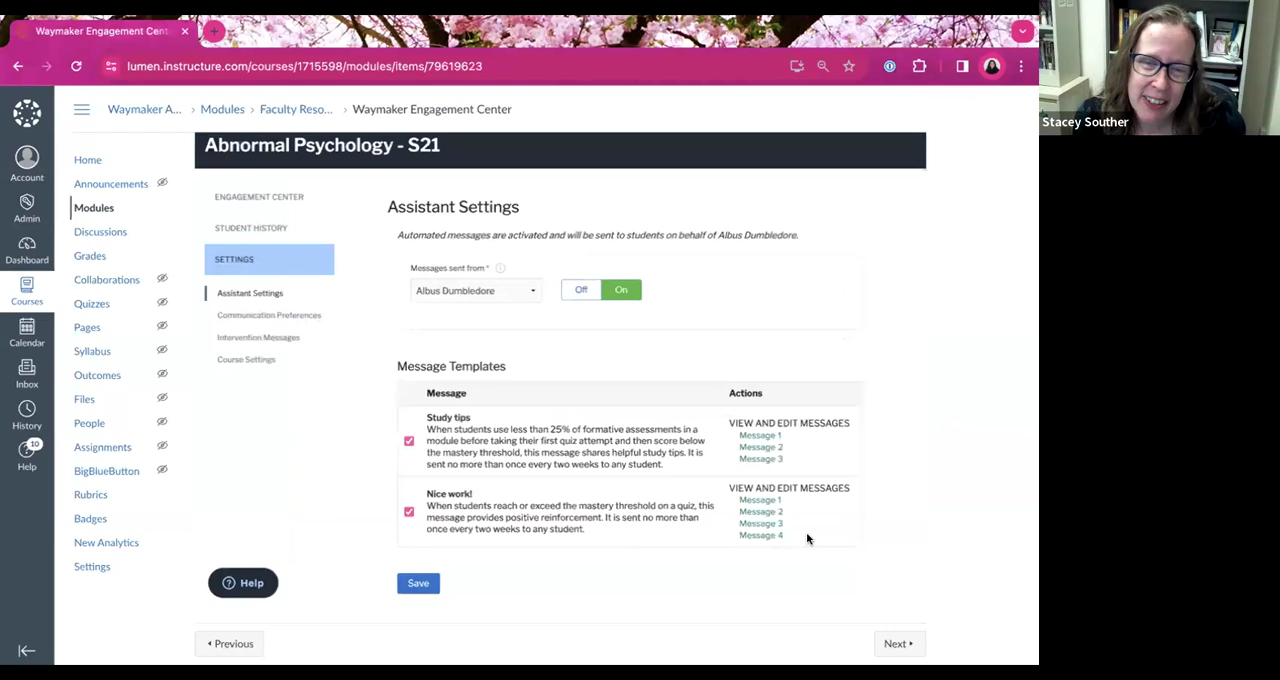 Waymaker Engagement Cent
lumen.instructure.com/courses/1715598/modules/items/79619623
Stacey Souther
Waymaker A... > Modules > Faculty Reso... > Waymaker Engagement Center
Account
Admin
Dashboard
Courses
Calendar
Inbox
History
10
Help
Home
Announcements
Modules
Discussions
Grades
Collaborations
Quizzes
Pages
Syllabus
Outcomes
Files
People
Assignments
BigBlueButton
Rubrics
Badges
New Analytics
Settings
Abnormal Psychology - S21
ENGAGEMENT CENTER
STUDENT HISTORY
SETTINGS
Assistant Settings
Communication Preferences
Intervention Messages
Course Settings
Assistant Settings
Automated messages are activated and will be sent to students on behalf of Albus Dumbledore.
Messages sent from *
Albus Dumbledore
Off On
Message Templates
Message Actions
Study tips
When students use less than 25% of formative assessments in a
module before taking their first quiz attempt and then score below
the mastery threshold, this message shares helpful study tips. It is
sent no more than once every two weeks to any student.
VIEW AND EDIT MESSAGES
Message 1
Message 2
Message 3
Nice work!
When students reach or exceed the mastery threshold on a quiz, this
message provides positive reinforcement. It is sent no more than
once every two weeks to any student.
VIEW AND EDIT MESSAGES
Message 1
Message 2
Message 3
Message 4
Help
Save
Previous
Next